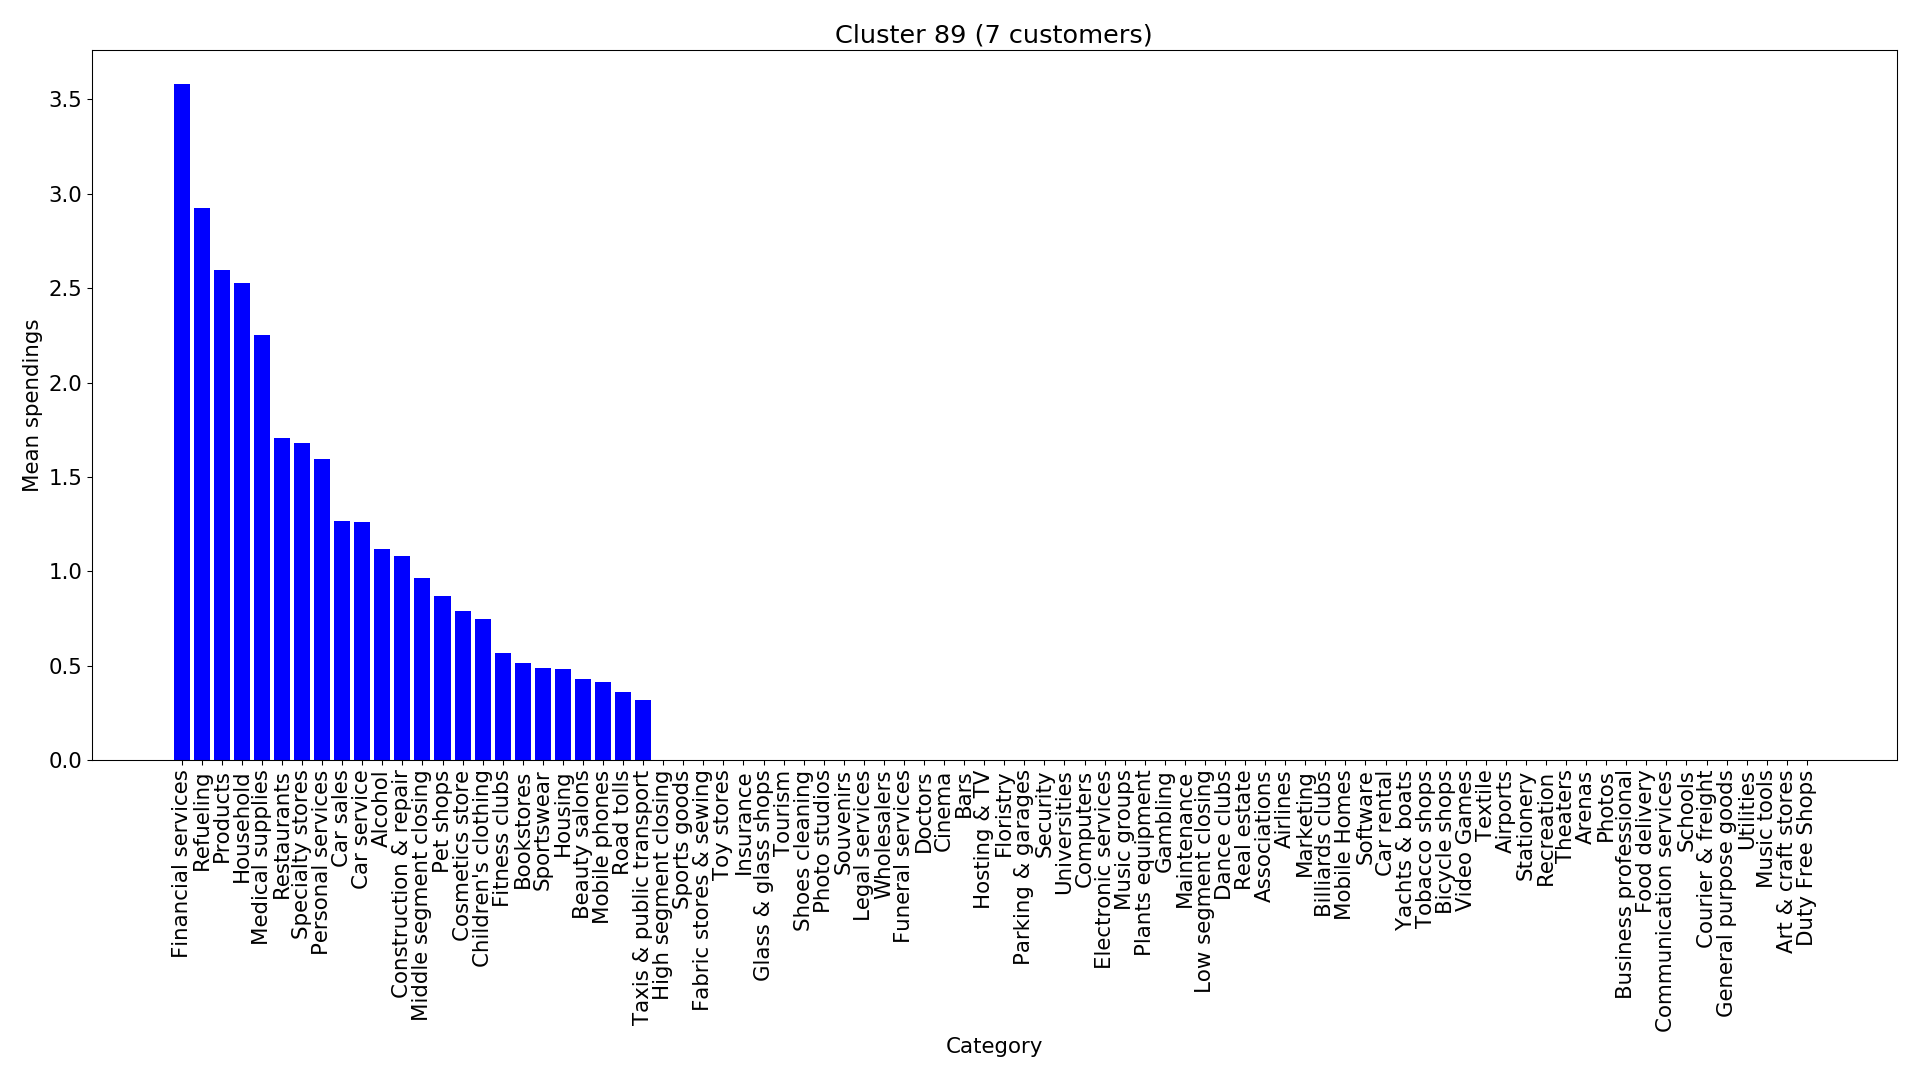 Cluster 89 (7 customers)
Mean spendings
3.5
3.0
2.5
2.0
1.5
1.0
0.5
0.0
Financial services
Refueling
Products
Household
Medical supplies
Restaurants
Specialty stores
Personal services
Car sales
Car service
Alcohol
Construction & repair
Middle segment closing
Pet shops
Cosmetics store
Children's clothing
Fitness clubs
Bookstores
Sportswear
Housing
Beauty salons
Mobile phones
Road tolls
Taxis & public transport
High segment closing
Sports goods
Fabric stores & sewing
Toy stores
Insurance
Glass & glass shops
Tourism
Shoes cleaning
Photo studios
Souvenirs
Legal services
Wholesalers
Funeral services
Doctors
Cinema
Bars
Hosting & TV
Floristry
Parking & garages
Security
Universities
Computers
Electronic services
Music groups
Plants equipment
Gambling
Maintenance
Low segment closing
Dance clubs
Real estate
Associations
Airlines
Marketing
Billiards clubs
Mobile Homes
Software
Car rental
Yachts & boats
Tobacco shops
Bicycle shops
Video Games
Textile
Airports
Stationery
Recreation
Theaters
Arenas
Photos
Business professional
Food delivery
Communication services
Schools
Courier & freight
General purpose goods
Utilities
Music tools
Art & craft stores
Duty Free Shops
Category